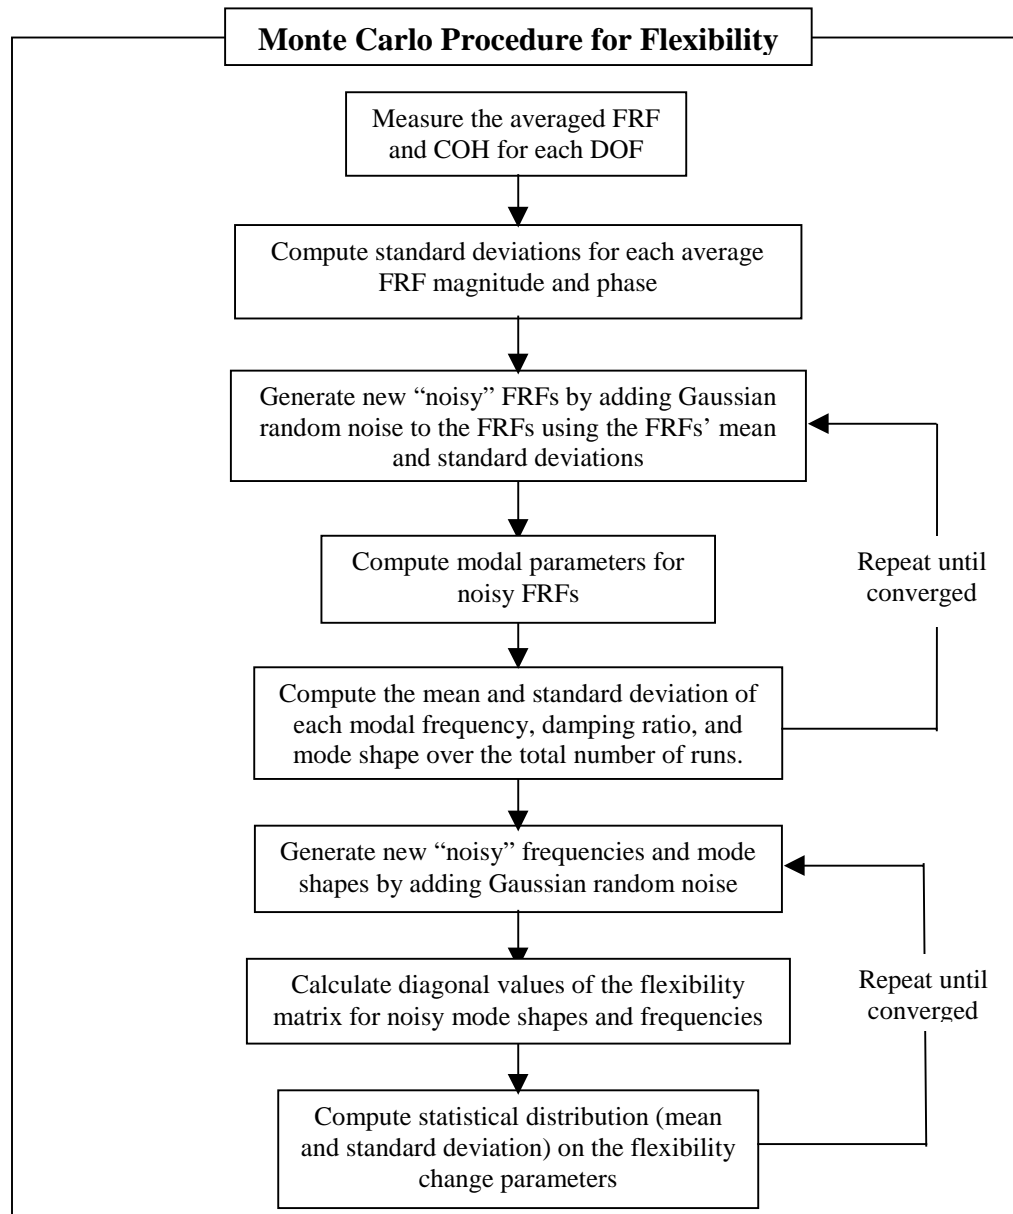 Monte Carlo Procedure for Flexibility
Measure the averaged FRF
and COH for each DOF
Compute standard deviations for each average
FRF magnitude and phase
Generate new “noisy” FRFs by adding Gaussian
random noise to the FRFs using the FRFs’ mean
and standard deviations
Compute modal parameters for
noisy FRFs
Repeat until
converged
Compute the mean and standard deviation of
each modal frequency, damping ratio, and
mode shape over the total number of runs.
Generate new “noisy” frequencies and mode
shapes by adding Gaussian random noise
Calculate diagonal values of the flexibility
matrix for noisy mode shapes and frequencies
Repeat until
converged
Compute statistical distribution (mean
and standard deviation) on the flexibility
change parameters